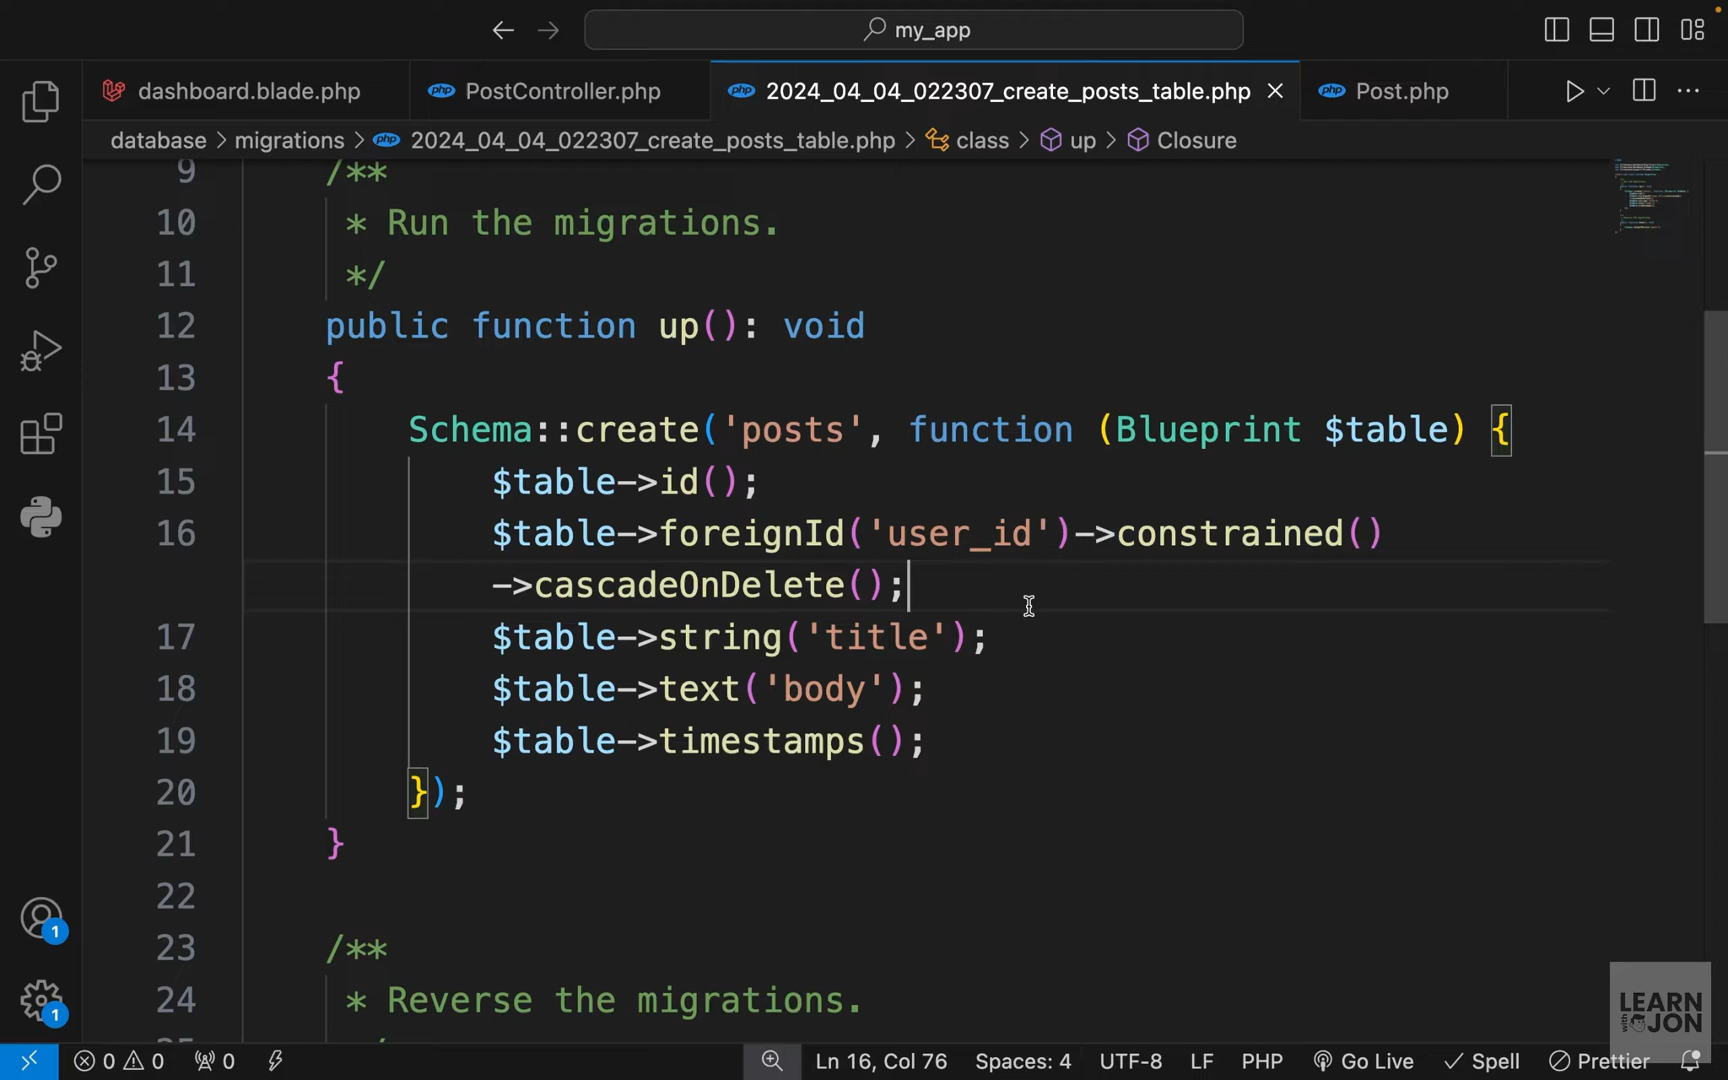 my_app
dashboard.blade.php
PostController.php
2024_04_04_022307_create_posts_table.php
Post.php
database > migrations > 2024_04_04_022307_create_posts_table.php > class > up > Closure
9 /**
10 * Run the migrations.
11 */
12 public function up(): void
13 {
14 Schema::create('posts', function (Blueprint $table) {
15 $table->id();
16 $table->foreignId('user_id')->constrained()
->cascadeOnDelete();
17 $table->string('title');
18 $table->text('body');
19 $table->timestamps();
20 });
21 }
22
23 /**
24 * Reverse the migrations.
1
1
LEARN
with
JON
0 0 0 Ln 16, Col 76 Spaces: 4 UTF-8 LF PHP Go Live Spell Prettier